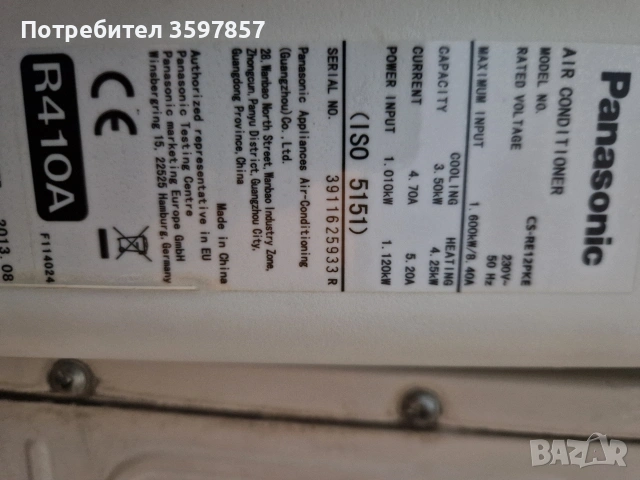 Потребител 3597857
Panasonic
AIR CONDITIONER
MODEL NO. CS-RE12PKE
RATED VOLTAGE 230V~
50 Hz
MAXIMUM INPUT 1.600kW/8.40A
COOLING HEATING
CAPACITY 3.50kW 4.25kW
CURRENT 4.70A 5.20A
POWER INPUT 1.010kW 1.120kW
(ISO 5151)
SERIAL NO. 3911625933 R
Panasonic Appliances Air-Conditioning
(Guangzhou) Co., Ltd.
28, Wanbao North Street, Wanbao Industry Zone,
Zhongcun, Panyu District, Guangzhou City,
Guangdong Province, China
Made in China
Authorized representative in EU
Panasonic Testing Centre
Panasonic marketing Europe GmbH
Winsbergring 15, 22525 Hamburg, Germany
CE
R410A
F114024
2013.08
BAZAR